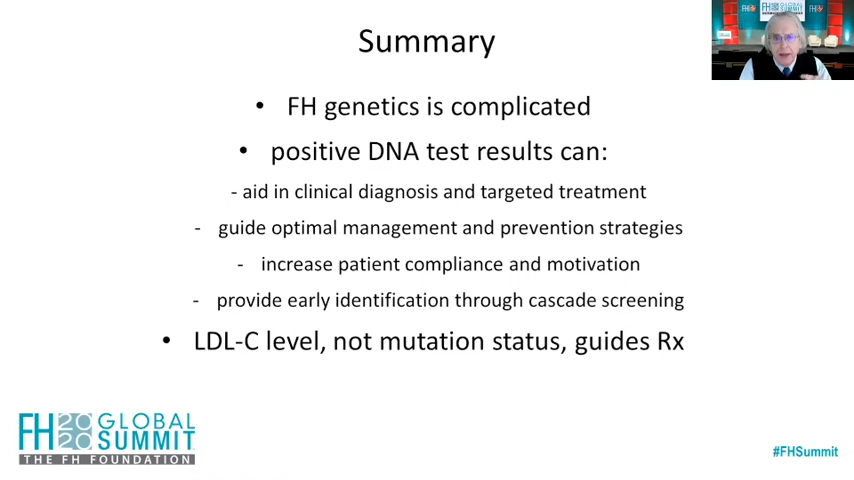 Summary
• FH genetics is complicated
• positive DNA test results can:
- aid in clinical diagnosis and targeted treatment
- guide optimal management and prevention strategies
- increase patient compliance and motivation
- provide early identification through cascade screening
• LDL-C level, not mutation status, guides Rx
FH 2020 GLOBAL SUMMIT
THE FH FOUNDATION
#FHSummit